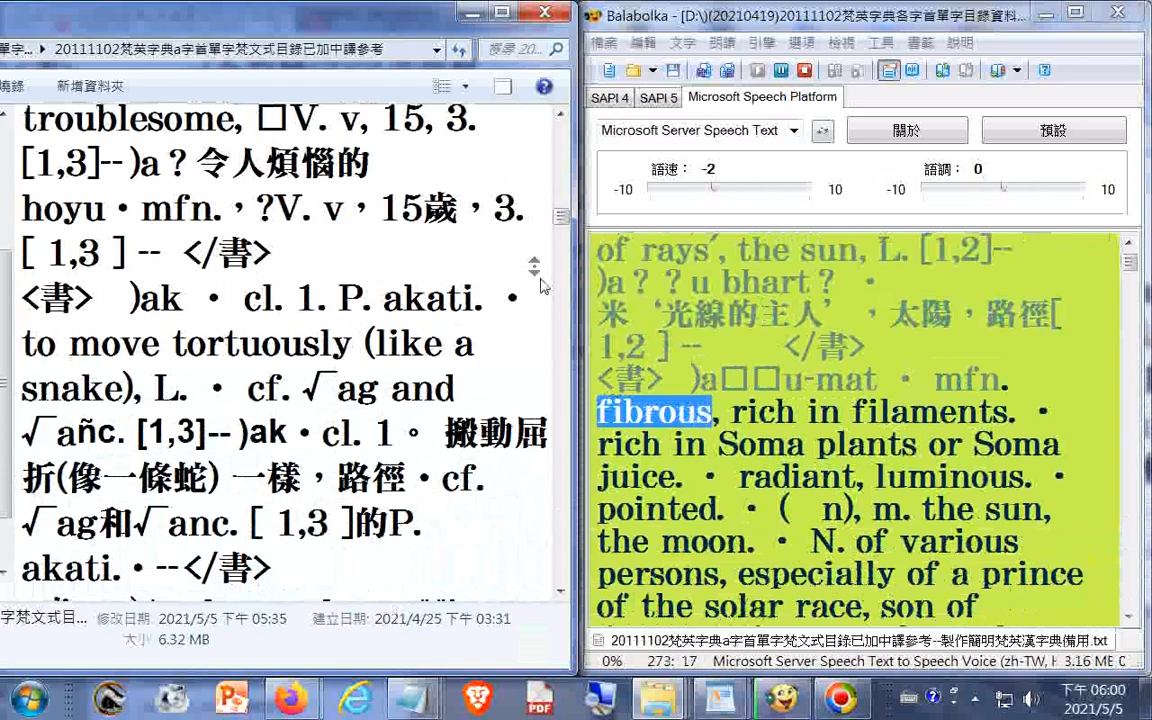 單字... ▸ 20111102梵英字典a字首單字梵文式目錄已加中譯參考
搜尋 20...
燒錄 新增資料夾
troublesome, □V. v, 15, 3.
[1,3]-- )a？令人煩惱的
hoyu‧mfn.，?V. v，15歲，3.
[ 1,3 ] -- </書>
<書> )ak ‧ cl. 1. P. akati. ‧
to move tortuously (like a
snake), L. ‧ cf. √ag and
√añc. [1,3]-- )ak‧cl. 1。 搬動屈
折(像一條蛇) 一樣，路徑‧cf.
√ag和√anc. [ 1,3 ]的P.
akati.‧--</書>
字梵文式目... 修改日期: 2021/5/5 下午 05:35 建立日期: 2021/4/25 下午 03:31
大小: 6.32 MB
Balabolka - [D:\)(20210419)20111102梵英字典各字首單字目錄資料...
檔案 編輯 文字 朗讀 引擎 選項 檢視 工具 書籤 說明
SAPI 4 SAPI 5 Microsoft Speech Platform
Microsoft Server Speech Text 關於 預設
語速： -2 語調： 0
-10 10 -10 10
of rays′, the sun, L. [1,2]--
)a？？u bhart？ ‧
米‘光線的主人’，太陽，路徑[
1,2 ] -- </書>
<書> )a□□u-mat ‧ mfn.
fibrous, rich in filaments. ‧
rich in Soma plants or Soma
juice. ‧ radiant, luminous. ‧
pointed. ‧ ( n), m. the sun,
the moon. ‧ N. of various
persons, especially of a prince
of the solar race, son of
20111102梵英字典a字首單字梵文式目錄已加中譯參考--製作簡明梵英漢字典備用.txt
0% 273: 17 Microsoft Server Speech Text to Speech Voice (zh-TW, H 3.16 MB C
PDF
下午 06:00
2021/5/5